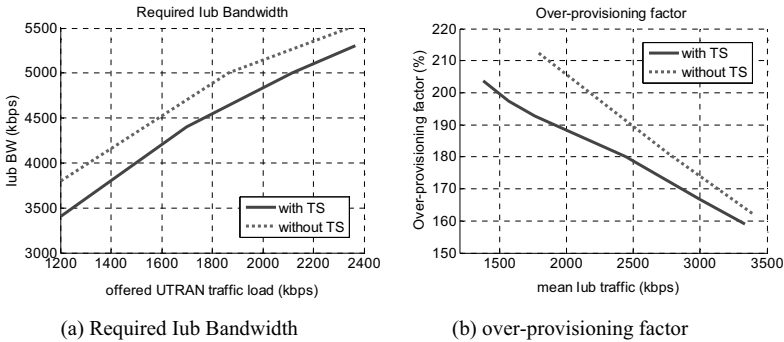 Required Iub Bandwidth
5500
5000
4500
4000
3500
3000
Iub BW (kbps)
with TS
without TS
1200 1400 1600 1800 2000 2200 2400
offered UTRAN traffic load (kbps)
(a) Required Iub Bandwidth
Over-provisioning factor
220
210
200
190
180
170
160
150
Over-provisioning factor (%)
with TS
without TS
1500 2000 2500 3000 3500
mean Iub traffic (kbps)
(b) over-provisioning factor